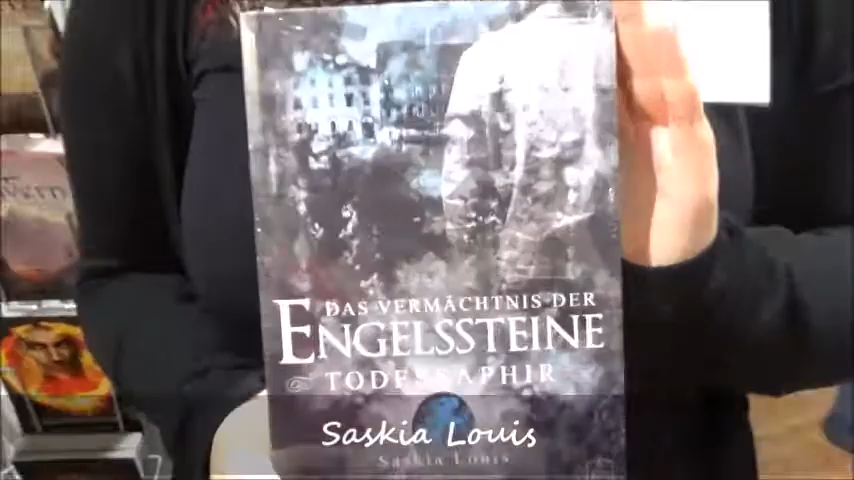 DAS VERMÄCHTNIS DER
ENGELSSTEINE
TODESSAPHIR
Saskia Louis
Saskia Louis